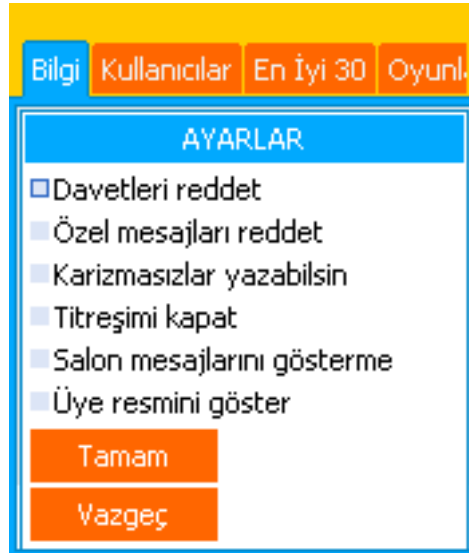 Bilgi Kullanıcılar En İyi 30
AYARLAR
Davetleri reddet
Özel mesajları reddet
Karizmasızlar yazabilsin
Titreşimi kapat
Salon mesajlarını gösterme
Üye resmini göster
Tamam
Vazgeç